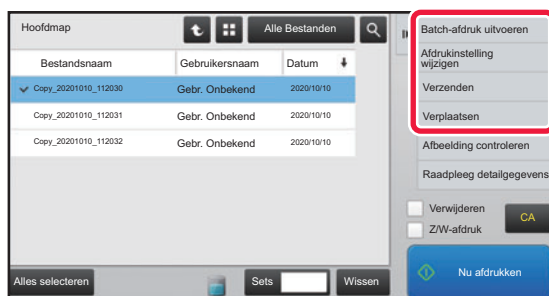 Hoofdmap
Alle Bestanden
Bestandsnaam Gebruikersnaam Datum
Copy_20201010_112030 Gebr. Onbekend 2020/10/10
Copy_20201010_112031 Gebr. Onbekend 2020/10/10
Copy_20201010_112032 Gebr. Onbekend 2020/10/10
Alles selecteren
Sets
Wissen
Batch-afdruk uitvoeren
Afdrukinstelling
wijzigen
Verzenden
Verplaatsen
Afbeelding controleren
Raadpleeg detailgegevens
Verwijderen
Z/W-afdruk
CA
Nu afdrukken